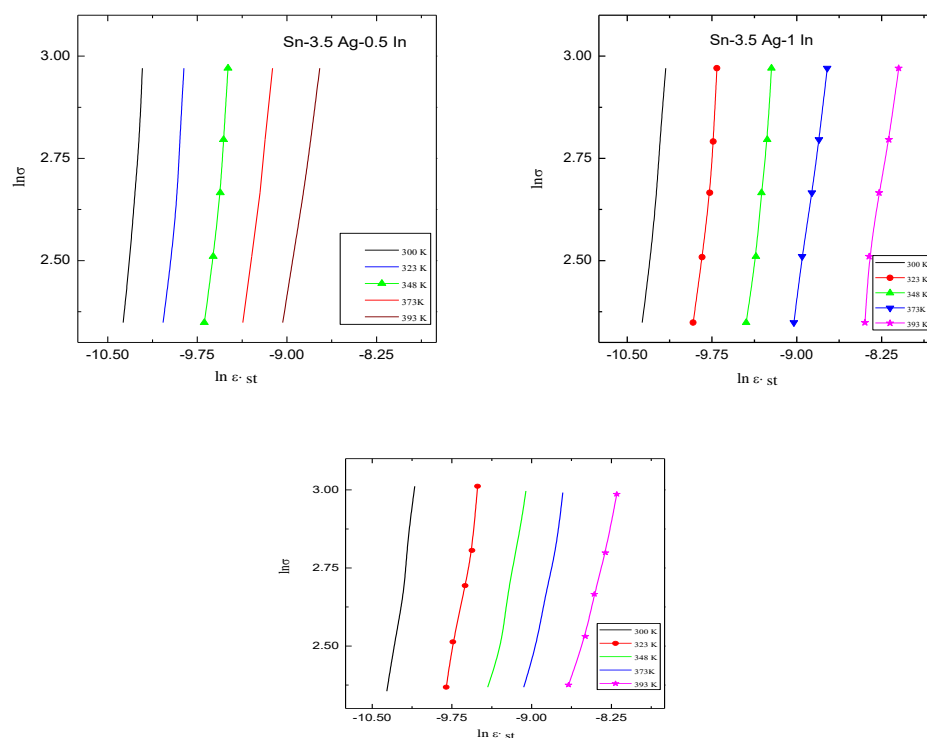 Sn-3.5 Ag-0.5 In
3.00
2.75
2.50
lnσ
300 K
323 K
348 K
373K
393 K
-10.50 -9.75 -9.00 -8.25
ln ε· st
Sn-3.5 Ag-1 In
3.00
2.75
2.50
lnσ
300 K
323 K
348 K
373K
393 K
-10.50 -9.75 -9.00 -8.25
ln ε· st
3.00
2.75
2.50
lnσ
300 K
323 K
348 K
373K
393 K
-10.50 -9.75 -9.00 -8.25
ln ε· st